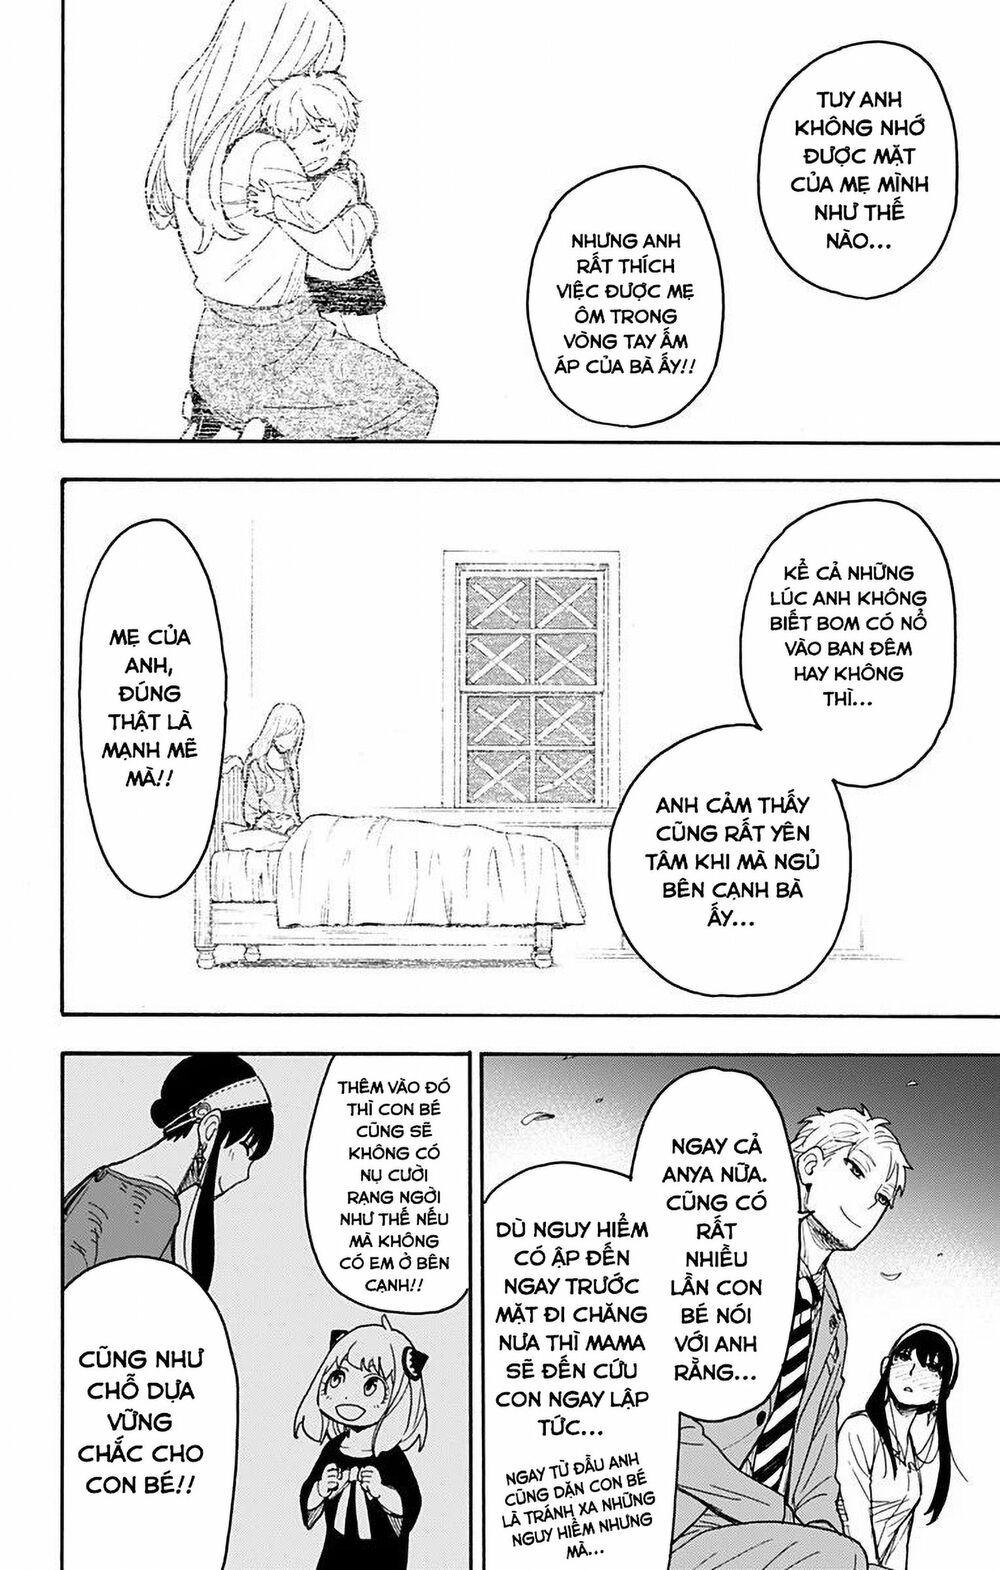 TUY ANH
KHÔNG NHỚ
ĐƯỢC MẶT
CỦA MẸ MÌNH
NHƯ THẾ
NÀO...
NHƯNG ANH
RẤT THÍCH
VIỆC ĐƯỢC MẸ
ÔM TRONG
VÒNG TAY ẤM
ÁP CỦA BÀ ẤY!!
KỂ CẢ NHỮNG
LÚC ANH KHÔNG
BIẾT BOM CÓ NỔ
VÀO BAN ĐÊM
HAY KHÔNG
THÌ...
ANH CẢM THẤY
CŨNG RẤT YÊN
TÂM KHI MÀ NGỦ
BÊN CẠNH BÀ
ẤY...
MẸ CỦA
ANH,
ĐÚNG
THẬT LÀ
MẠNH MẼ
MÀ!!
NGAY CẢ
ANYA NỮA.
CŨNG CÓ
RẤT
NHIỀU
LẦN CON
BÉ NÓI
VỚI ANH
RẰNG...
DÙ NGUY HIỂM
CÓ ẬP ĐẾN
NGAY TRƯỚC
MẶT ĐI CHĂNG
NƯA THÌ MAMA
SẼ ĐẾN CỨU
CON NGAY LẬP
TỨC...
NGAY TỪ ĐẦU ANH
CŨNG DẶN CON BÉ
LÀ TRÁNH XA NHỮNG
NGUY HIỂM NHƯNG
MÀ...
THÊM VÀO ĐÓ
THÌ CON BÉ
CŨNG SẼ
KHÔNG CÓ
NỤ CƯỜI
RẠNG NGỜI
NHƯ THẾ NẾU
MÀ KHÔNG
CÓ EM Ở BÊN
CẠNH!!
CŨNG NHƯ
CHỖ DỰA
VỮNG
CHẮC CHO
CON BÉ!!